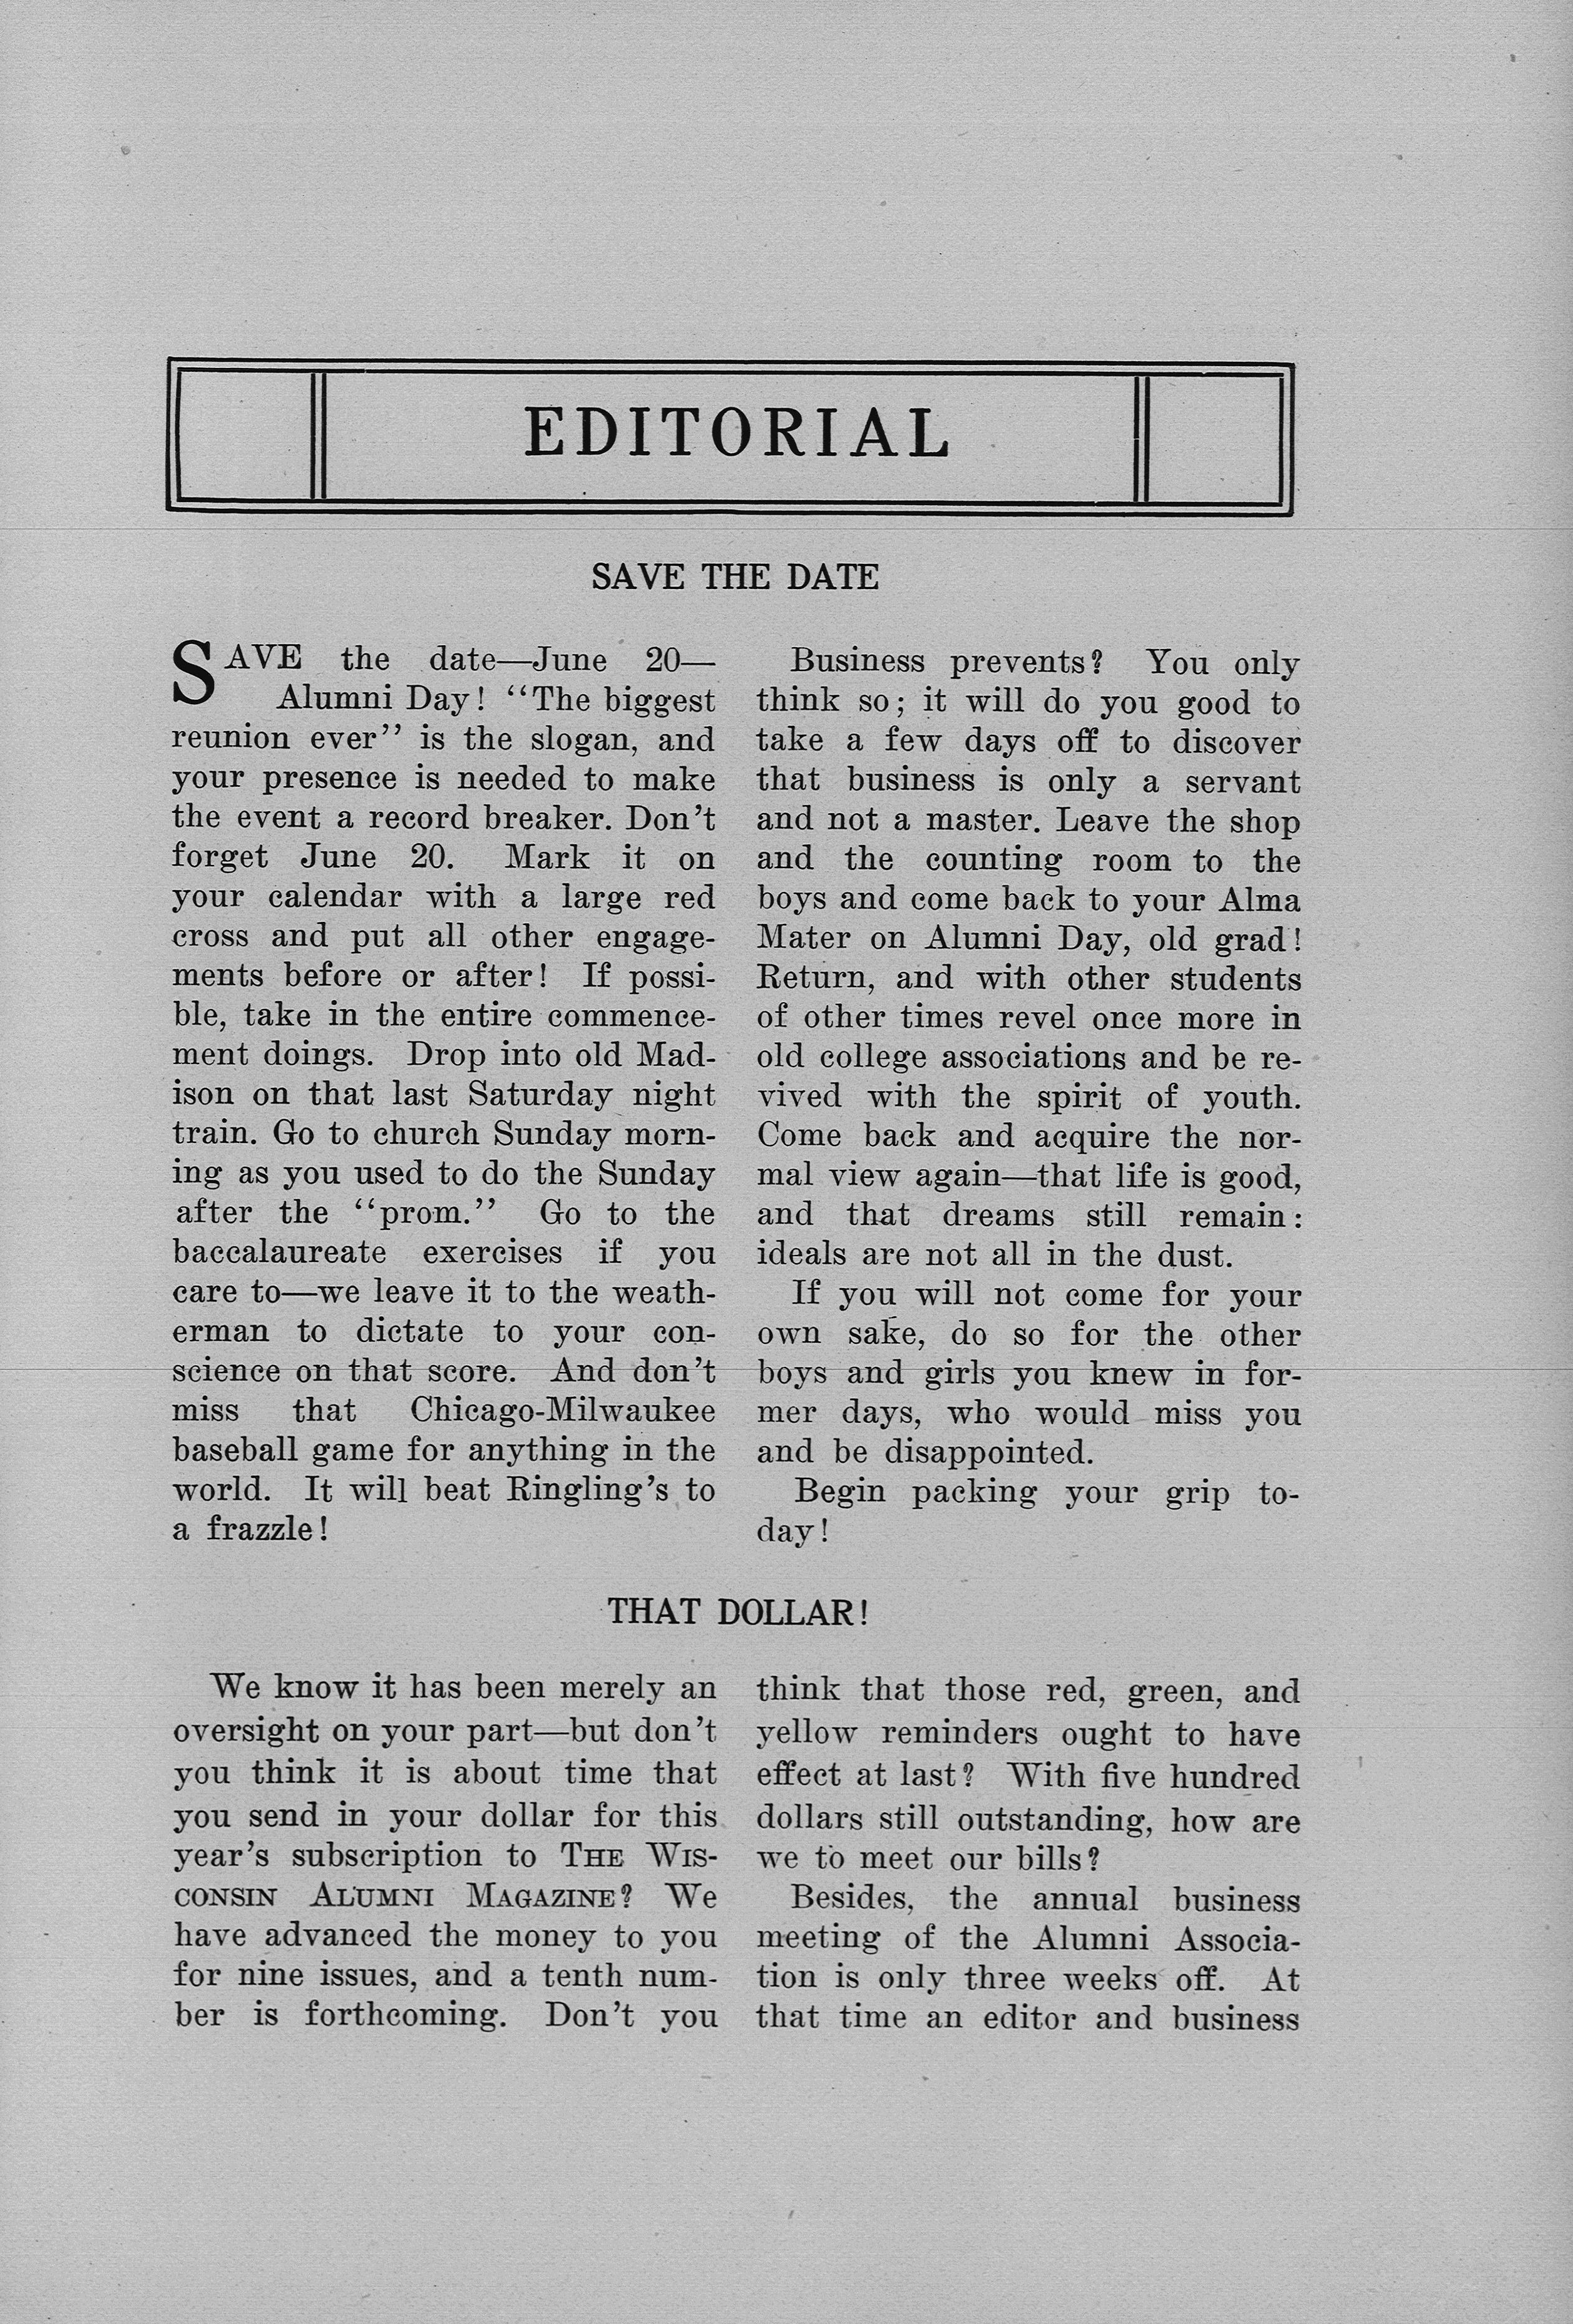 EDITORIAL
SAVE THE DATE
SAVE the date—June 20—
Alumni Day! “The biggest
reunion ever” is the slogan, and
your presence is needed to make
the event a record breaker. Don’t
forget June 20. Mark it on
your calendar with a large red
cross and put all other engage-
ments before or after! If possi-
ble, take in the entire commence-
ment doings. Drop into old Mad-
ison on that last Saturday night
train. Go to church Sunday morn-
ing as you used to do the Sunday
after the “prom.” Go to the
baccalaureate exercises if you
care to—we leave it to the weath-
erman to dictate to your con-
science on that score. And don’t
miss that Chicago-Milwaukee
baseball game for anything in the
world. It will beat Ringling’s to
a frazzle!
Business prevents? You only
think so; it will do you good to
take a few days off to discover
that business is only a servant
and not a master. Leave the shop
and the counting room to the
boys and come back to your Alma
Mater on Alumni Day, old grad!
Return, and with other students
of other times revel once more in
old college associations and be re-
vived with the spirit of youth.
Come back and acquire the nor-
mal view again—that life is good,
and that dreams still remain:
ideals are not all in the dust.
If you will not come for your
own sake, do so for the other
boys and girls you knew in for-
mer days, who would miss you
and be disappointed.
Begin packing your grip to-
day!
THAT DOLLAR!
We know it has been merely an
oversight on your part—but don’t
you think it is about time that
you send in your dollar for this
year’s subscription to THE WIS-
CONSIN ALUMNI MAGAZINE? We
have advanced the money to you
for nine issues, and a tenth num-
ber is forthcoming. Don’t you
think that those red, green, and
yellow reminders ought to have
effect at last? With five hundred
dollars still outstanding, how are
we to meet our bills?
Besides, the annual business
meeting of the Alumni Associa-
tion is only three weeks off. At
that time an editor and business